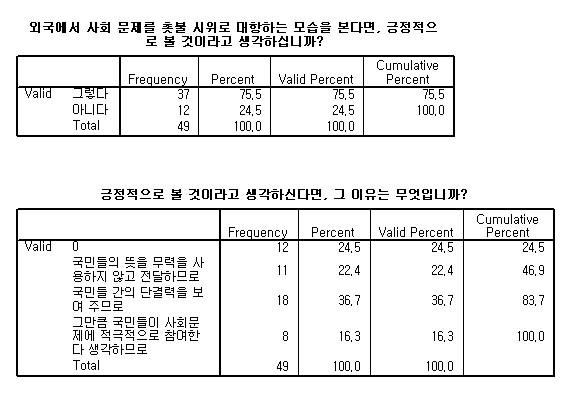 외국에서 사회 문제를 촛불 시위로 대항하는 모습을 본다면, 긍정적으
로 볼 것이라고 생각하십니까?
Frequency Percent Valid Percent Cumulative Percent
Valid 그렇다 37 75,5 75,5 75,5
아니다 12 24,5 24,5 100,0
Total 49 100,0 100,0
긍정적으로 볼 것이라고 생각하신다면, 그 이유는 무엇입니까?
Frequency Percent Valid Percent Cumulative Percent
Valid 0 12 24,5 24,5 24,5
국민들의 뜻을 무력을 사
용하지 않고 전달하므로 11 22,4 22,4 46,9
국민들 간의 단결력을 보
여 주므로 18 36,7 36,7 83,7
그만큼 국민들이 사회문
제에 적극적으로 참여한
다 생각하므로 8 16,3 16,3 100,0
Total 49 100,0 100,0